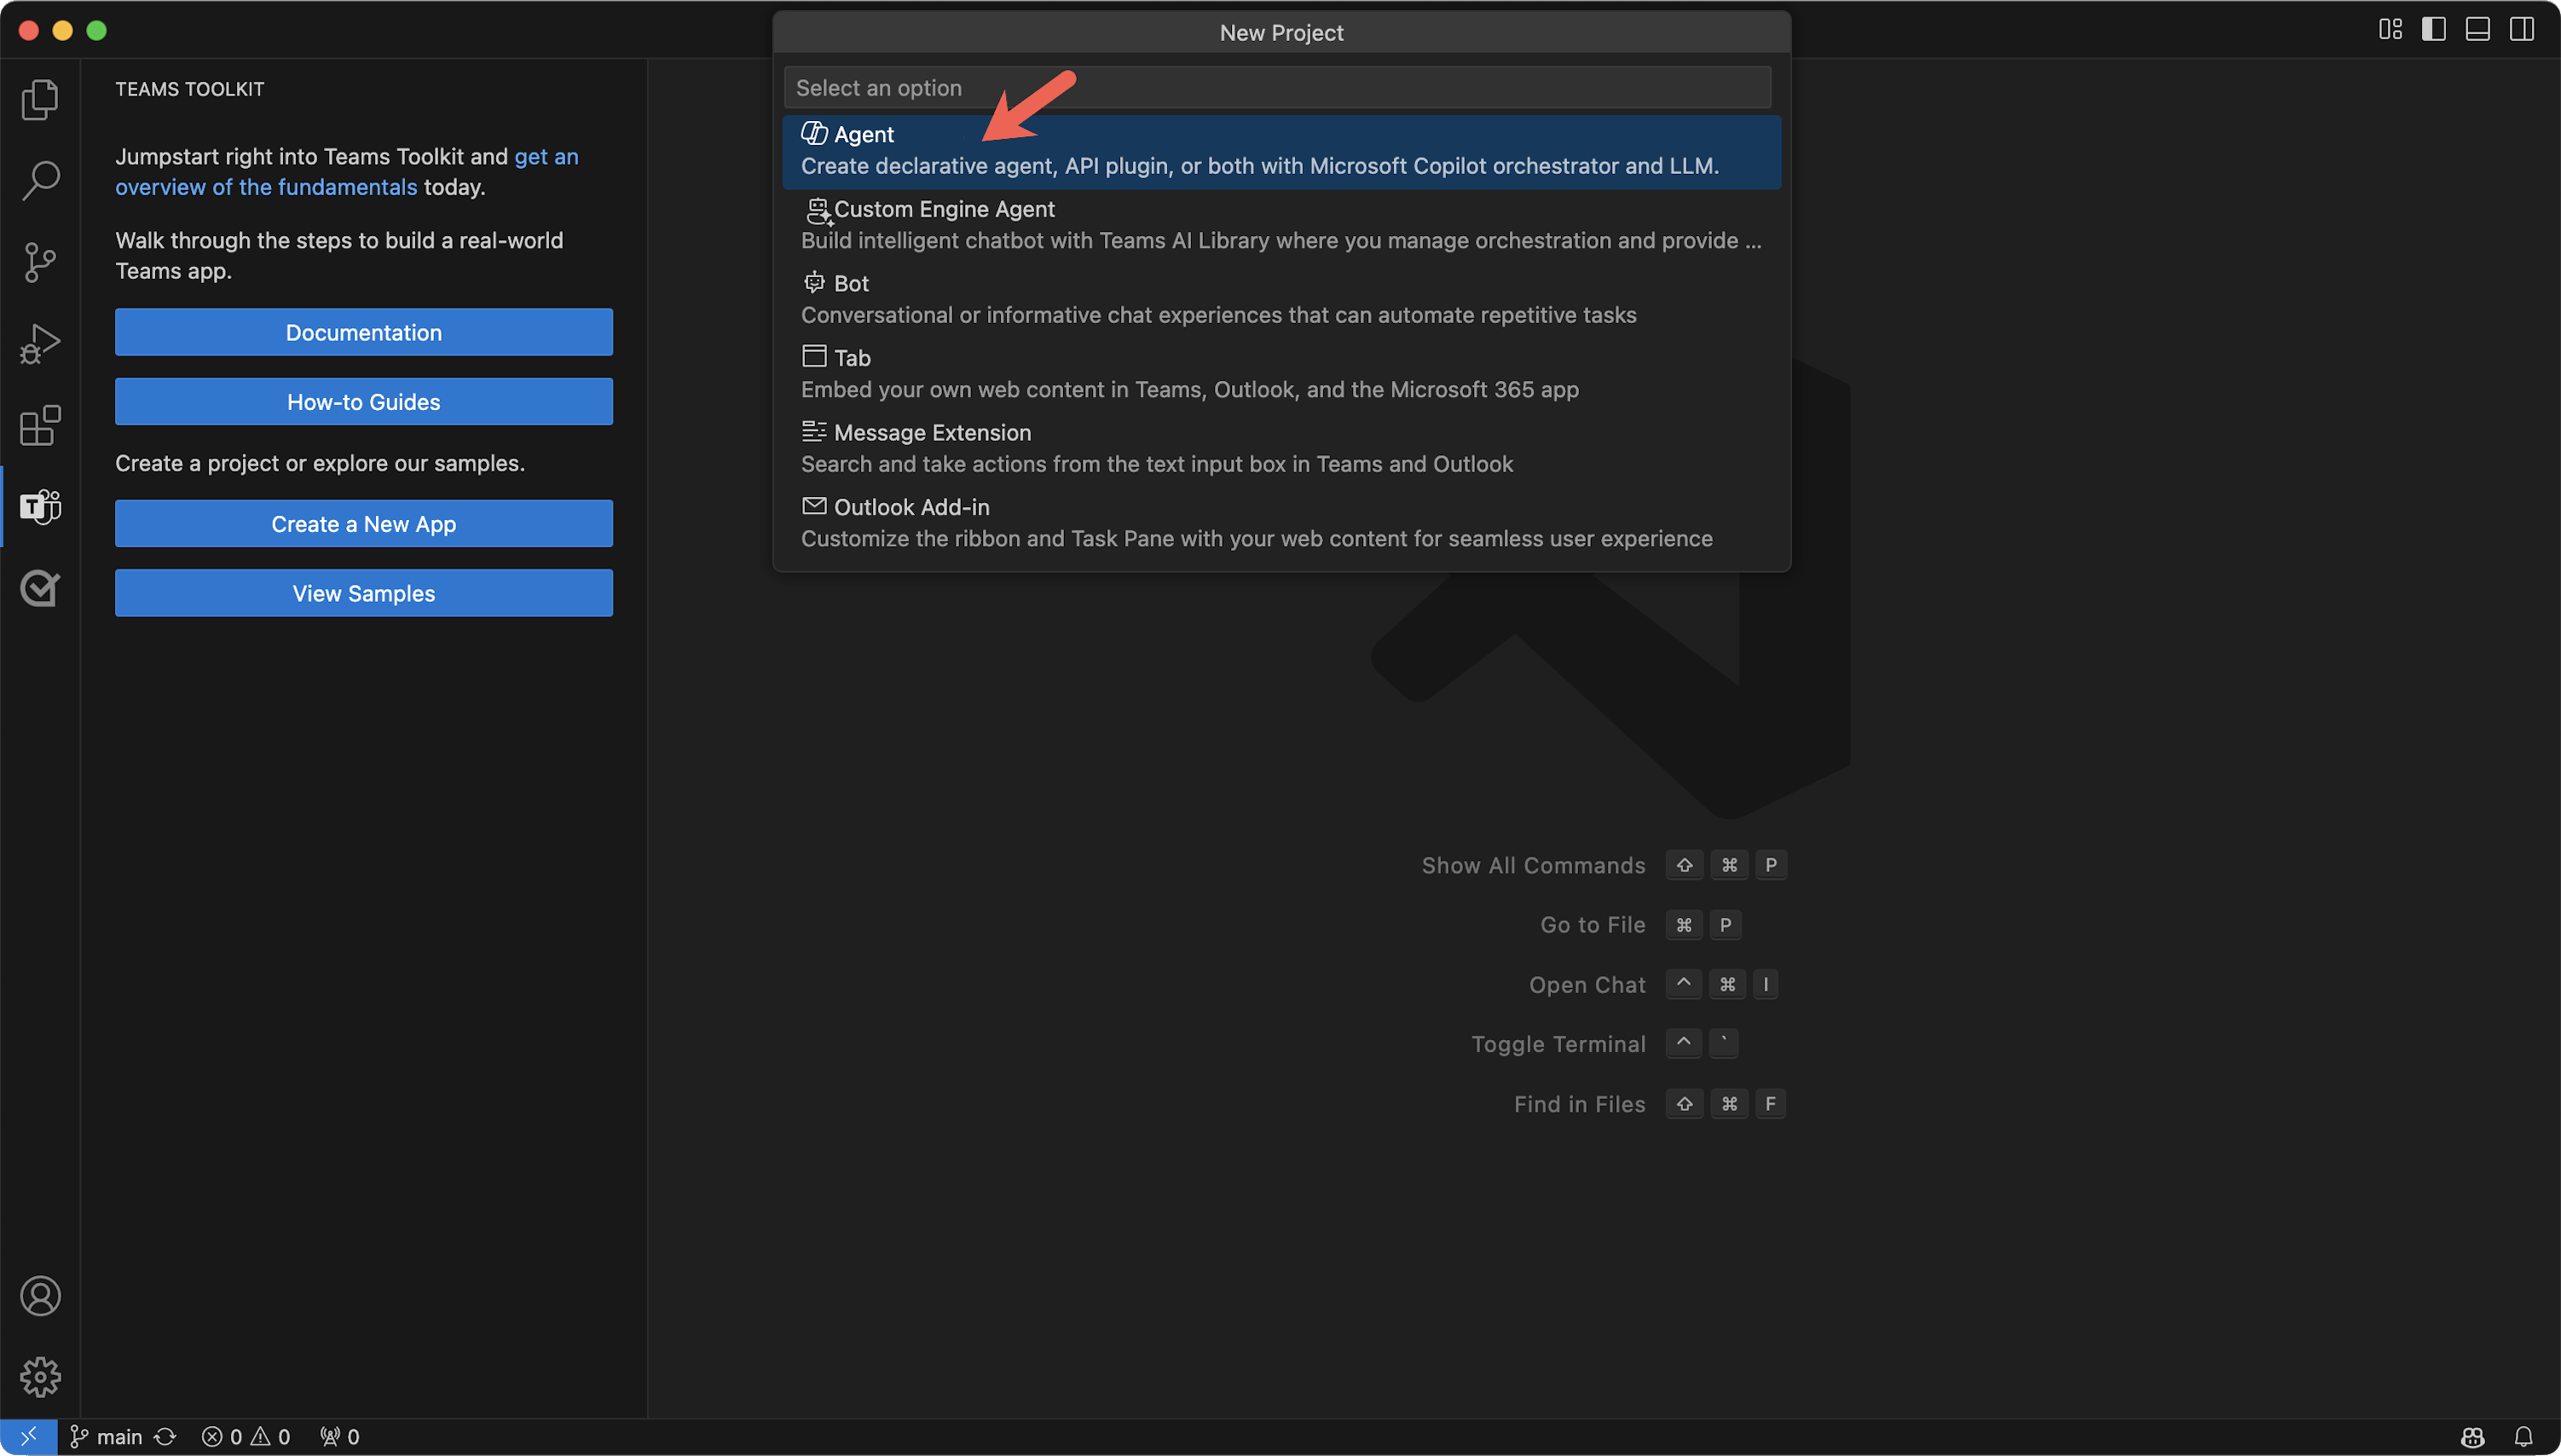 New Project
TEAMS TOOLKIT
Jumpstart right into Teams Toolkit and get an
overview of the fundamentals today.
Walk through the steps to build a real-world
Teams app.
Documentation
How-to Guides
Create a project or explore our samples.
Create a New App
View Samples
Select an option
Agent
Create declarative agent, API plugin, or both with Microsoft Copilot orchestrator and LLM.
Custom Engine Agent
Build intelligent chatbot with Teams AI Library where you manage orchestration and provide ...
Bot
Conversational or informative chat experiences that can automate repetitive tasks
Tab
Embed your own web content in Teams, Outlook, and the Microsoft 365 app
Message Extension
Search and take actions from the text input box in Teams and Outlook
Outlook Add-in
Customize the ribbon and Task Pane with your web content for seamless user experience
Show All Commands ⇧ ⌘ P
Go to File ⌘ P
Open Chat ^ ⌘ I
Toggle Terminal ^ `
Find in Files ⇧ ⌘ F
main 0 0 0